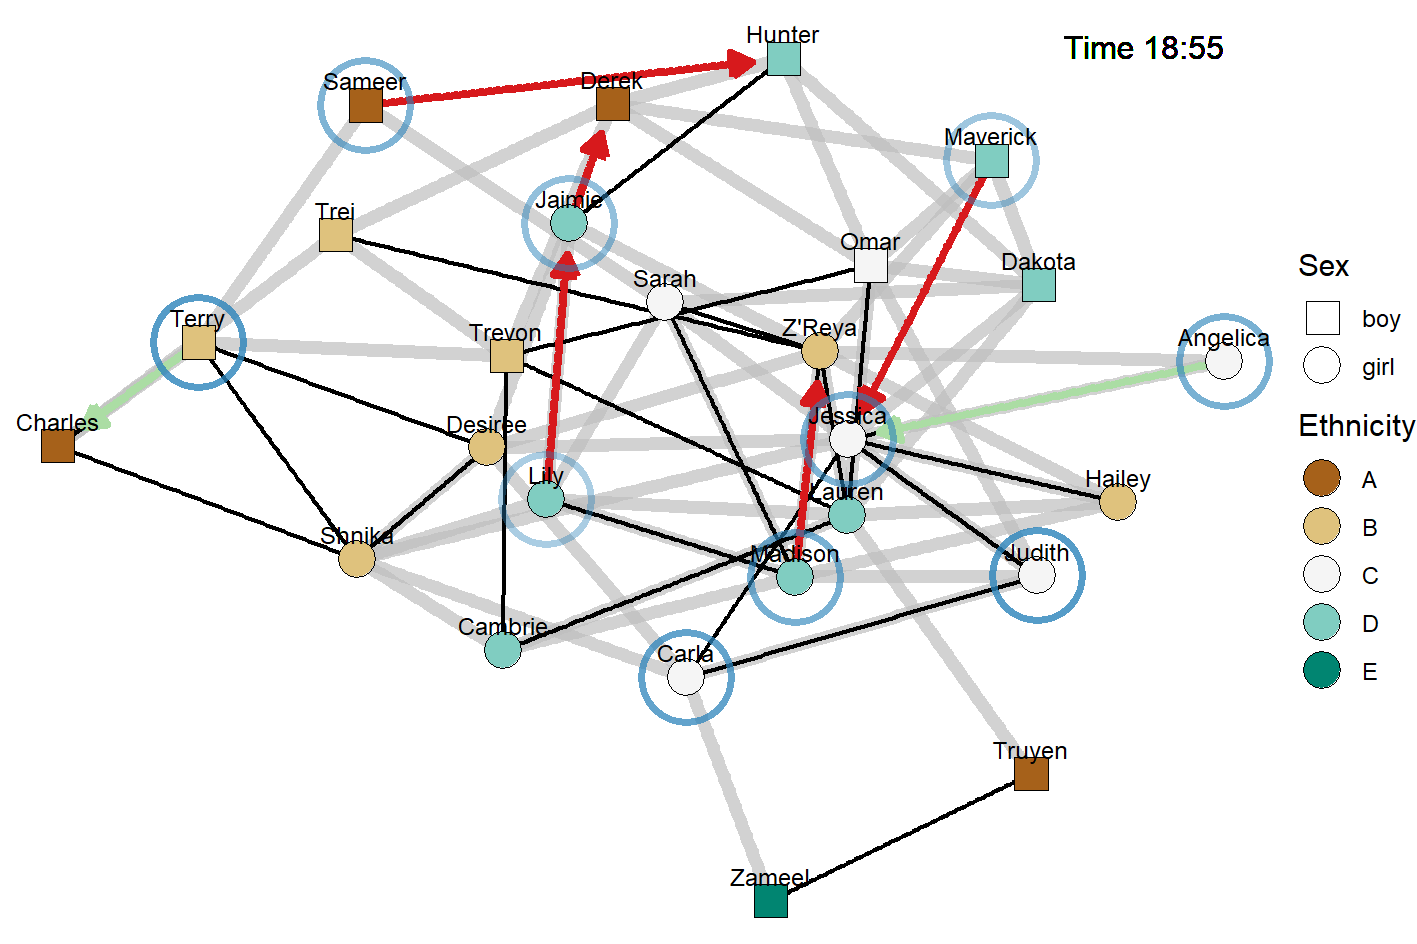 Hunter
Time 18:55
Sameer
Derek
Maverick
Jaimie
Trei
Omar
Sarah
Dakota
Terry
Trevon
Z'Reya
Angelica
Charles
Desiree
Jessica
Lily
Lauren
Hailey
Shnika
Madison
Judith
Cambrie
Carla
Truyen
Zameel
Sex
boy
girl
Ethnicity
A
B
C
D
E